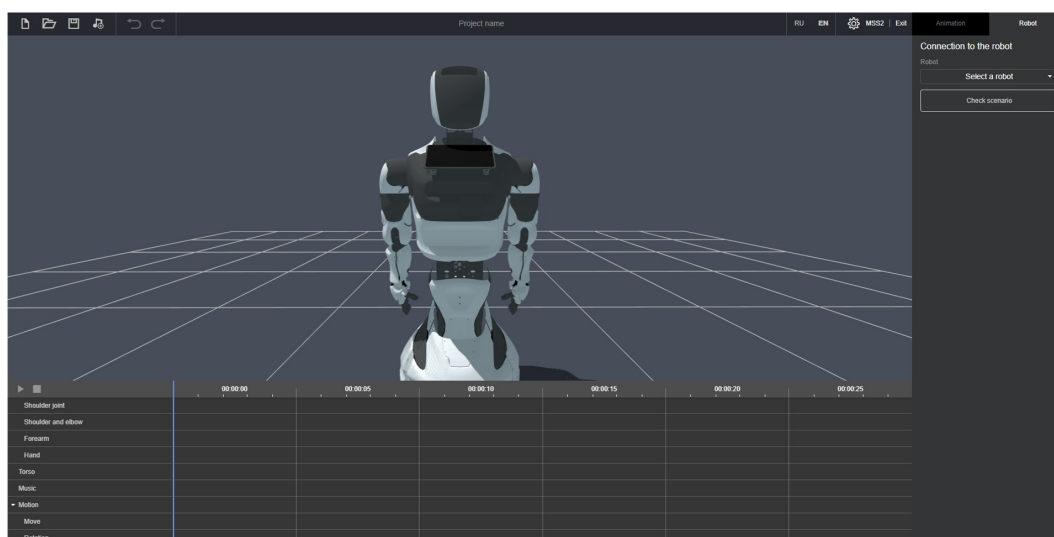 Project name
RU EN MSS2 | Exit
Animation Robot
Connection to the robot
Robot
Select a robot
Check scenario
00:00:00 00:00:05 00:00:10 00:00:15 00:00:20 00:00:25
Shoulder joint
Shoulder and elbow
Forearm
Hand
Torso
Music
Motion
Move
Rotation